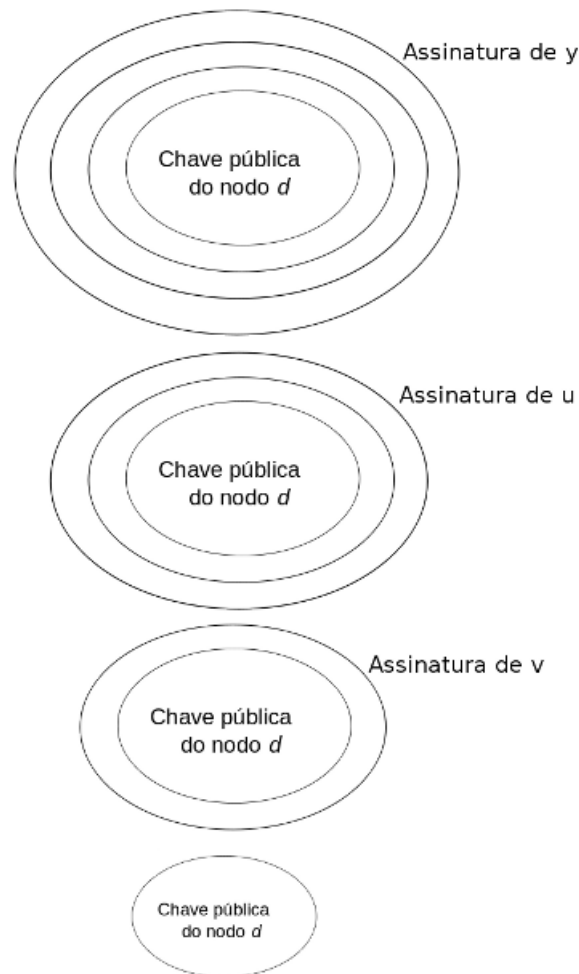 Assinatura de y
Chave pública
do nodo d
Assinatura de u
Chave pública
do nodo d
Assinatura de v
Chave pública
do nodo d
Chave pública
do nodo d